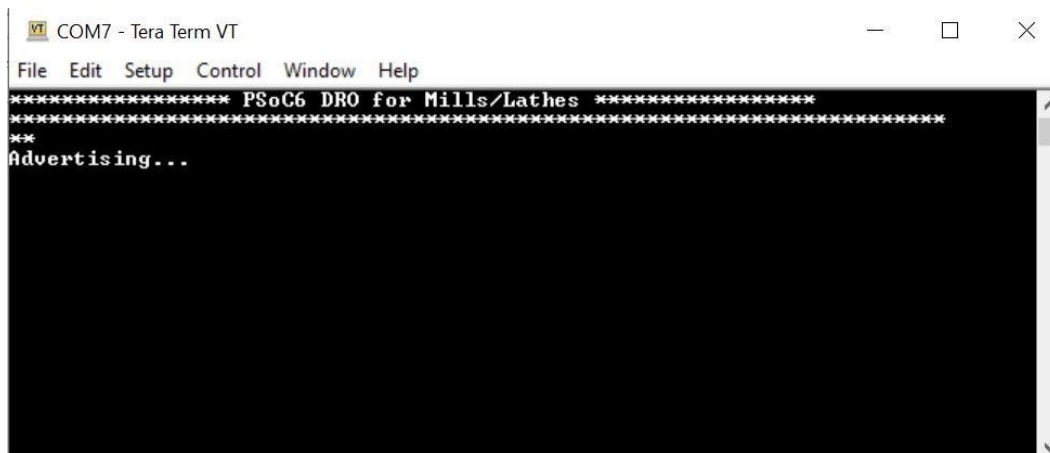 COM7 - Tera Term VT
File Edit Setup Control Window Help
***************** PSoC6 DRO for Mills/Lathes *****************
************************************************************************
**
Advertising...